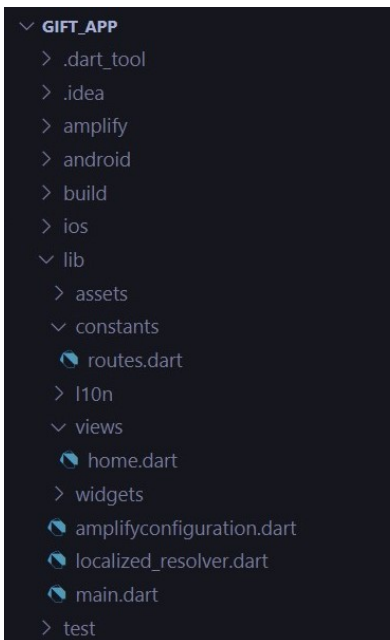 GIFT_APP
.dart_tool
.idea
amplify
android
build
ios
lib
assets
constants
routes.dart
l10n
views
home.dart
widgets
amplifyconfiguration.dart
localized_resolver.dart
main.dart
test